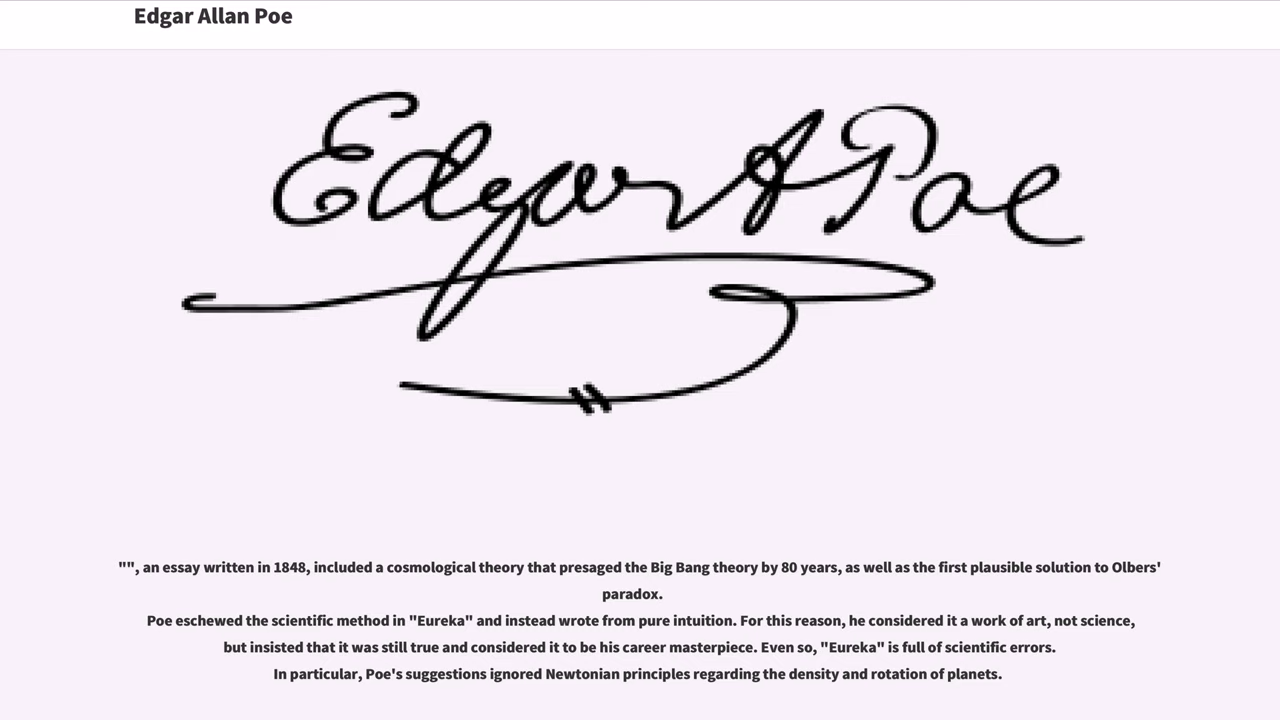 Edgar Allan Poe
Edgar A Poe
"", an essay written in 1848, included a cosmological theory that presaged the Big Bang theory by 80 years, as well as the first plausible solution to Olbers'
paradox.
Poe eschewed the scientific method in "Eureka" and instead wrote from pure intuition. For this reason, he considered it a work of art, not science,
but insisted that it was still true and considered it to be his career masterpiece. Even so, "Eureka" is full of scientific errors.
In particular, Poe's suggestions ignored Newtonian principles regarding the density and rotation of planets.